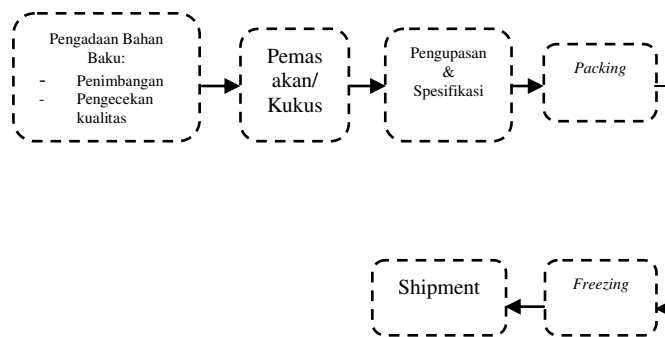 Pengadaan Bahan
Baku:
- Penimbangan
- Pengecekan
kualitas
Pemas
akan/
Kukus
Pengupasan
&
Spesifikasi
Packing
Shipment
Freezing